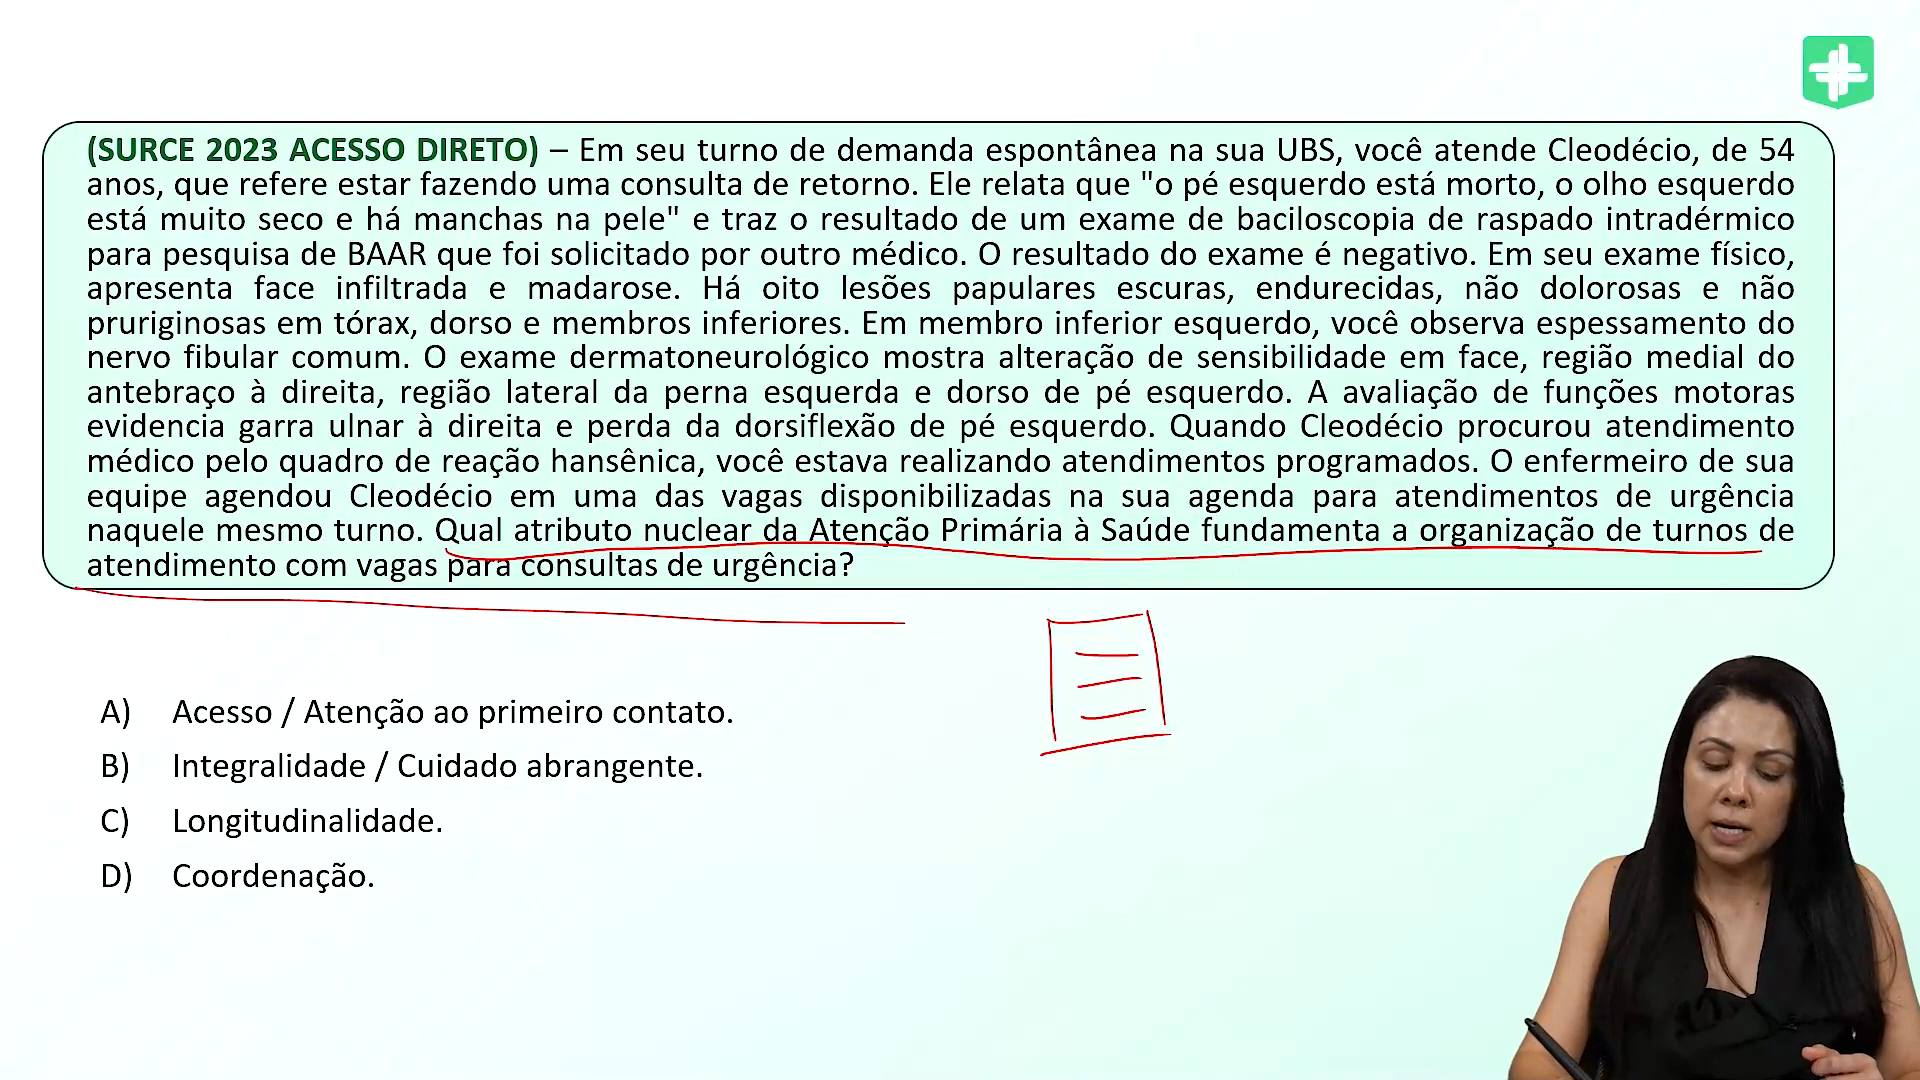 (SURCE 2023 ACESSO DIRETO) – Em seu turno de demanda espontânea na sua UBS, você atende Cleodécio, de 54
anos, que refere estar fazendo uma consulta de retorno. Ele relata que "o pé esquerdo está morto, o olho esquerdo
está muito seco e há manchas na pele" e traz o resultado de um exame de baciloscopia de raspado intradérmico
para pesquisa de BAAR que foi solicitado por outro médico. O resultado do exame é negativo. Em seu exame físico,
apresenta face infiltrada e madarose. Há oito lesões papulares escuras, endurecidas, não dolorosas e não
pruriginosas em tórax, dorso e membros inferiores. Em membro inferior esquerdo, você observa espessamento do
nervo fibular comum. O exame dermatoneurológico mostra alteração de sensibilidade em face, região medial do
antebraço à direita, região lateral da perna esquerda e dorso de pé esquerdo. A avaliação de funções motoras
evidencia garra ulnar à direita e perda da dorsiflexão de pé esquerdo. Quando Cleodécio procurou atendimento
médico pelo quadro de reação hansênica, você estava realizando atendimentos programados. O enfermeiro de sua
equipe agendou Cleodécio em uma das vagas disponibilizadas na sua agenda para atendimentos de urgência
naquele mesmo turno. Qual atributo nuclear da Atenção Primária à Saúde fundamenta a organização de turnos de
atendimento com vagas para consultas de urgência?
A) Acesso / Atenção ao primeiro contato.
B) Integralidade / Cuidado abrangente.
C) Longitudinalidade.
D) Coordenação.